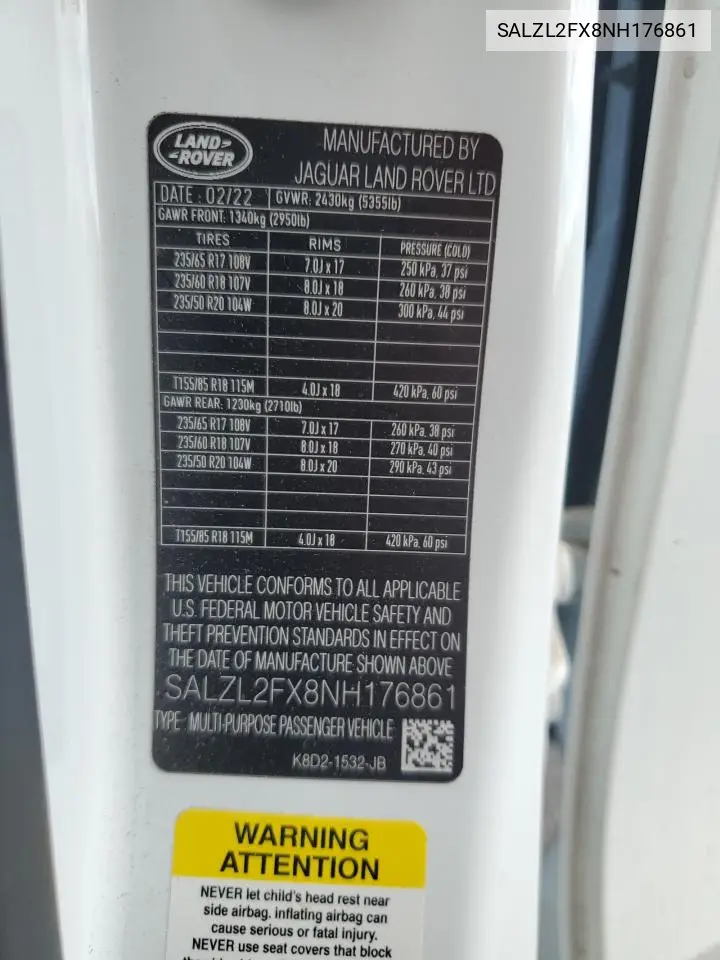 SALZL2FX8NH176861
LAND-
-ROVER
MANUFACTURED BY
JAGUAR LAND ROVER LTD
DATE: 02/22 GVWR: 2430kg (5355lb)
GAWR FRONT: 1340kg (2950lb)
TIRES RIMS PRESSURE (COLD)
235/65 R17 108V 7.0J x 17 250 kPa, 37 psi
235/60 R18 107V 8.0J x 18 260 kPa, 38 psi
235/50 R20 104W 8.0J x 20 300 kPa, 44 psi
T155/85 R18 115M 4.0J x 18 420 kPa, 60 psi
GAWR REAR: 1230kg (2710lb)
235/65 R17 108V 7.0J x 17 260 kPa, 38 psi
235/60 R18 107V 8.0J x 18 270 kPa, 40 psi
235/50 R20 104W 8.0J x 20 290 kPa, 43 psi
T155/85 R18 115M 4.0J x 18 420 kPa, 60 psi
THIS VEHICLE CONFORMS TO ALL APPLICABLE
U.S. FEDERAL MOTOR VEHICLE SAFETY AND
THEFT PREVENTION STANDARDS IN EFFECT ON
THE DATE OF MANUFACTURE SHOWN ABOVE
SALZL2FX8NH176861
TYPE: MULTI-PURPOSE PASSENGER VEHICLE
K8D2-1532-JB
WARNING
ATTENTION
NEVER let child's head rest near
side airbag, inflating airbag can
cause serious or fatal injury.
NEVER use seat covers that block